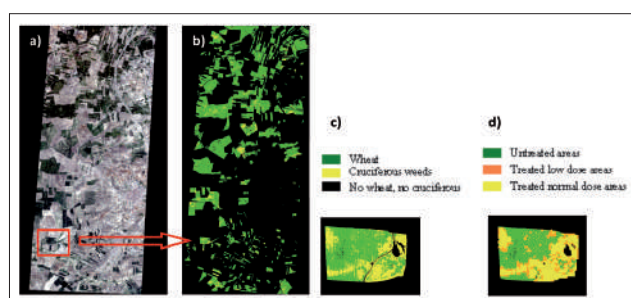 a)
b)
c)
Wheat
Cruciferous weeds
No wheat, no cruciferous
d)
Untreated areas
Treated low dose areas
Treated normal dose areas